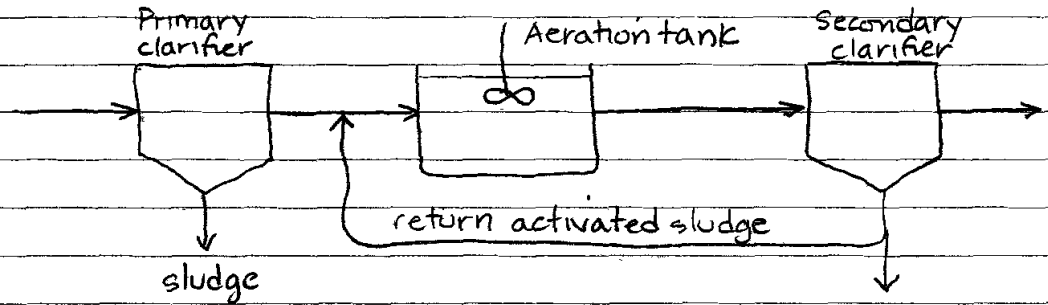 Primary
clarifier
Aeration tank
Secondary
clarifier
return activated sludge
sludge